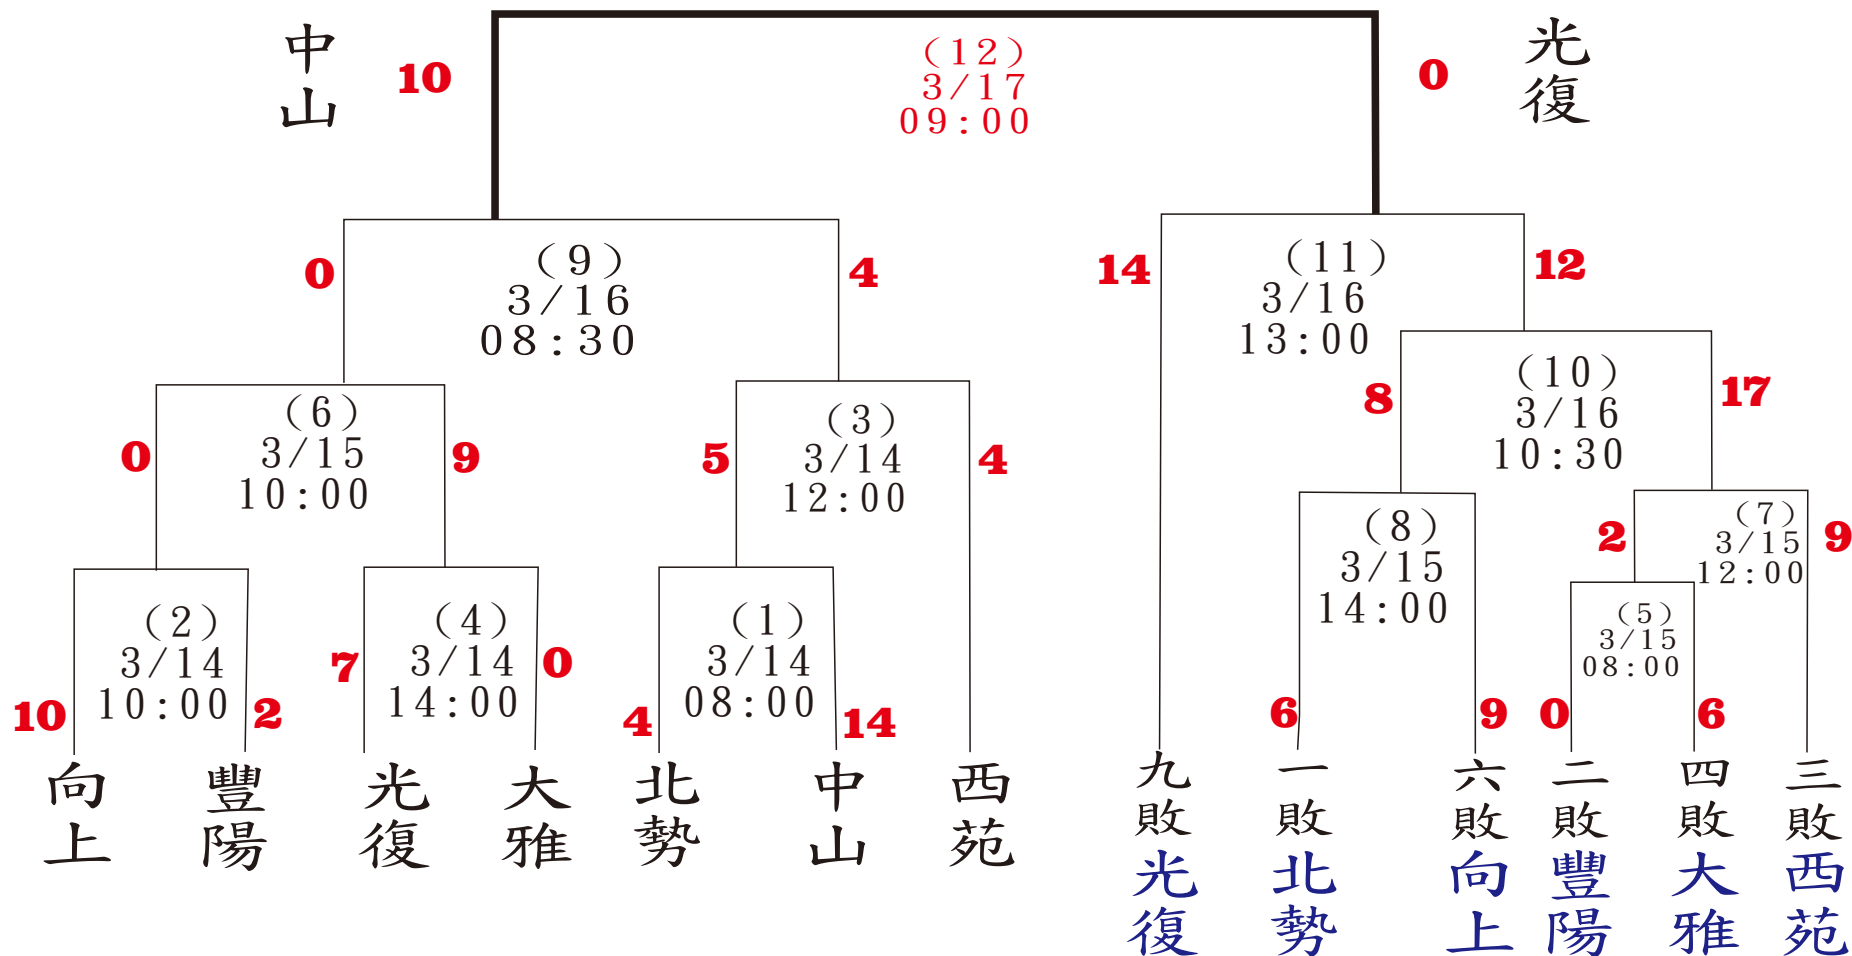 中山
10
(12)
3/17
09:00
0
光復
0
(9)
3/16
08:30
4
14
(11)
3/16
13:00
12
0
(6)
3/15
10:00
9
5
(3)
3/14
12:00
4
8
(10)
3/16
10:30
17
10
(2)
3/14
10:00
2
7
(4)
3/14
14:00
0
4
(1)
3/14
08:00
14
6
(8)
3/15
14:00
9
2
(7)
3/15
12:00
9
0
(5)
3/15
08:00
6
向上
豐陽
光復
大雅
北勢
中山
西苑
九敗
光復
一敗
北勢
六敗
向上
二敗
豐陽
四敗
大雅
三敗
西苑